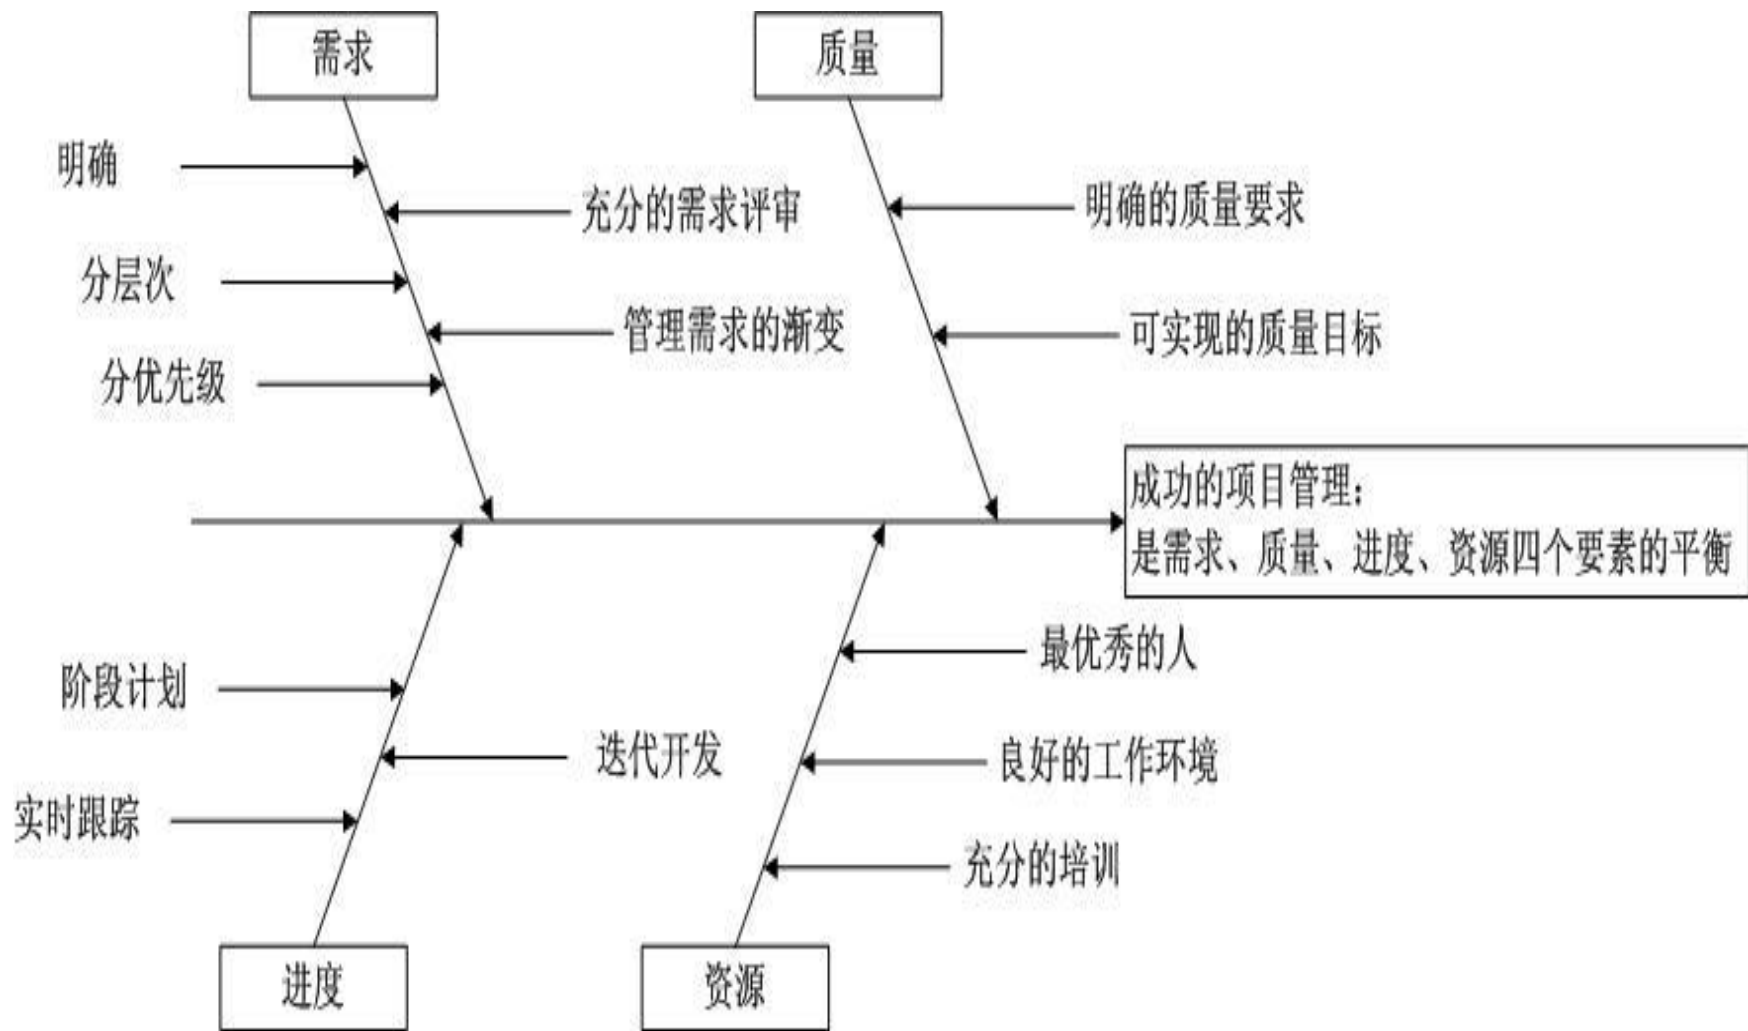 需求
质量
明确
充分的需求评审
明确的质量要求
分层次
管理需求的渐变
可实现的质量目标
分优先级
成功的项目管理：
是需求、质量、进度、资源四个要素的平衡
最优秀的人
阶段计划
迭代开发
良好的工作环境
实时跟踪
充分的培训
进度
资源